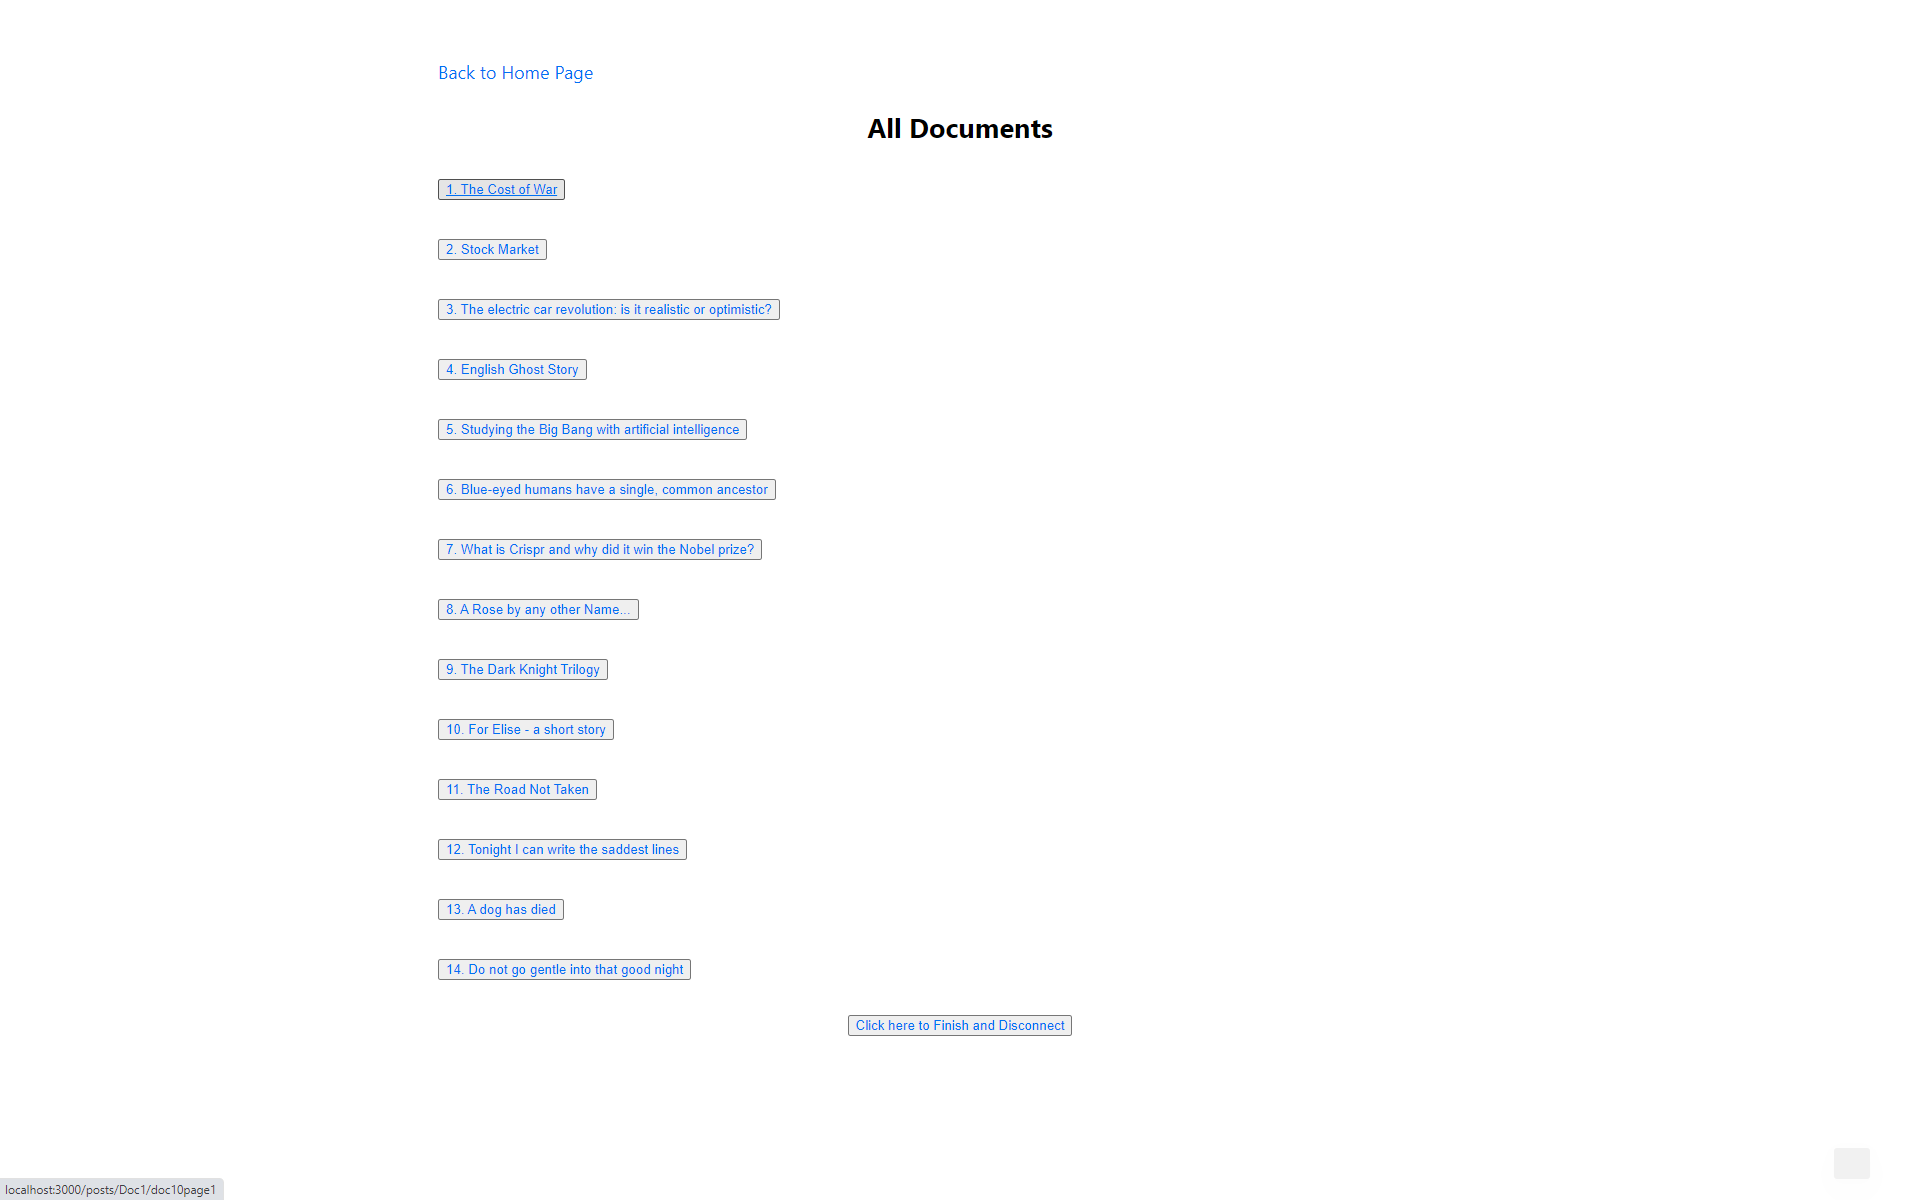 Back to Home Page
All Documents
1. The Cost of War
2. Stock Market
3. The electric car revolution: is it realistic or optimistic?
4. English Ghost Story
5. Studying the Big Bang with artificial intelligence
6. Blue-eyed humans have a single, common ancestor
7. What is Crispr and why did it win the Nobel prize?
8. A Rose by any other Name...
9. The Dark Knight Trilogy
10. For Elise - a short story
11. The Road Not Taken
12. Tonight I can write the saddest lines
13. A dog has died
14. Do not go gentle into that good night
Click here to Finish and Disconnect
localhost:3000/posts/Doc1/doc10page1